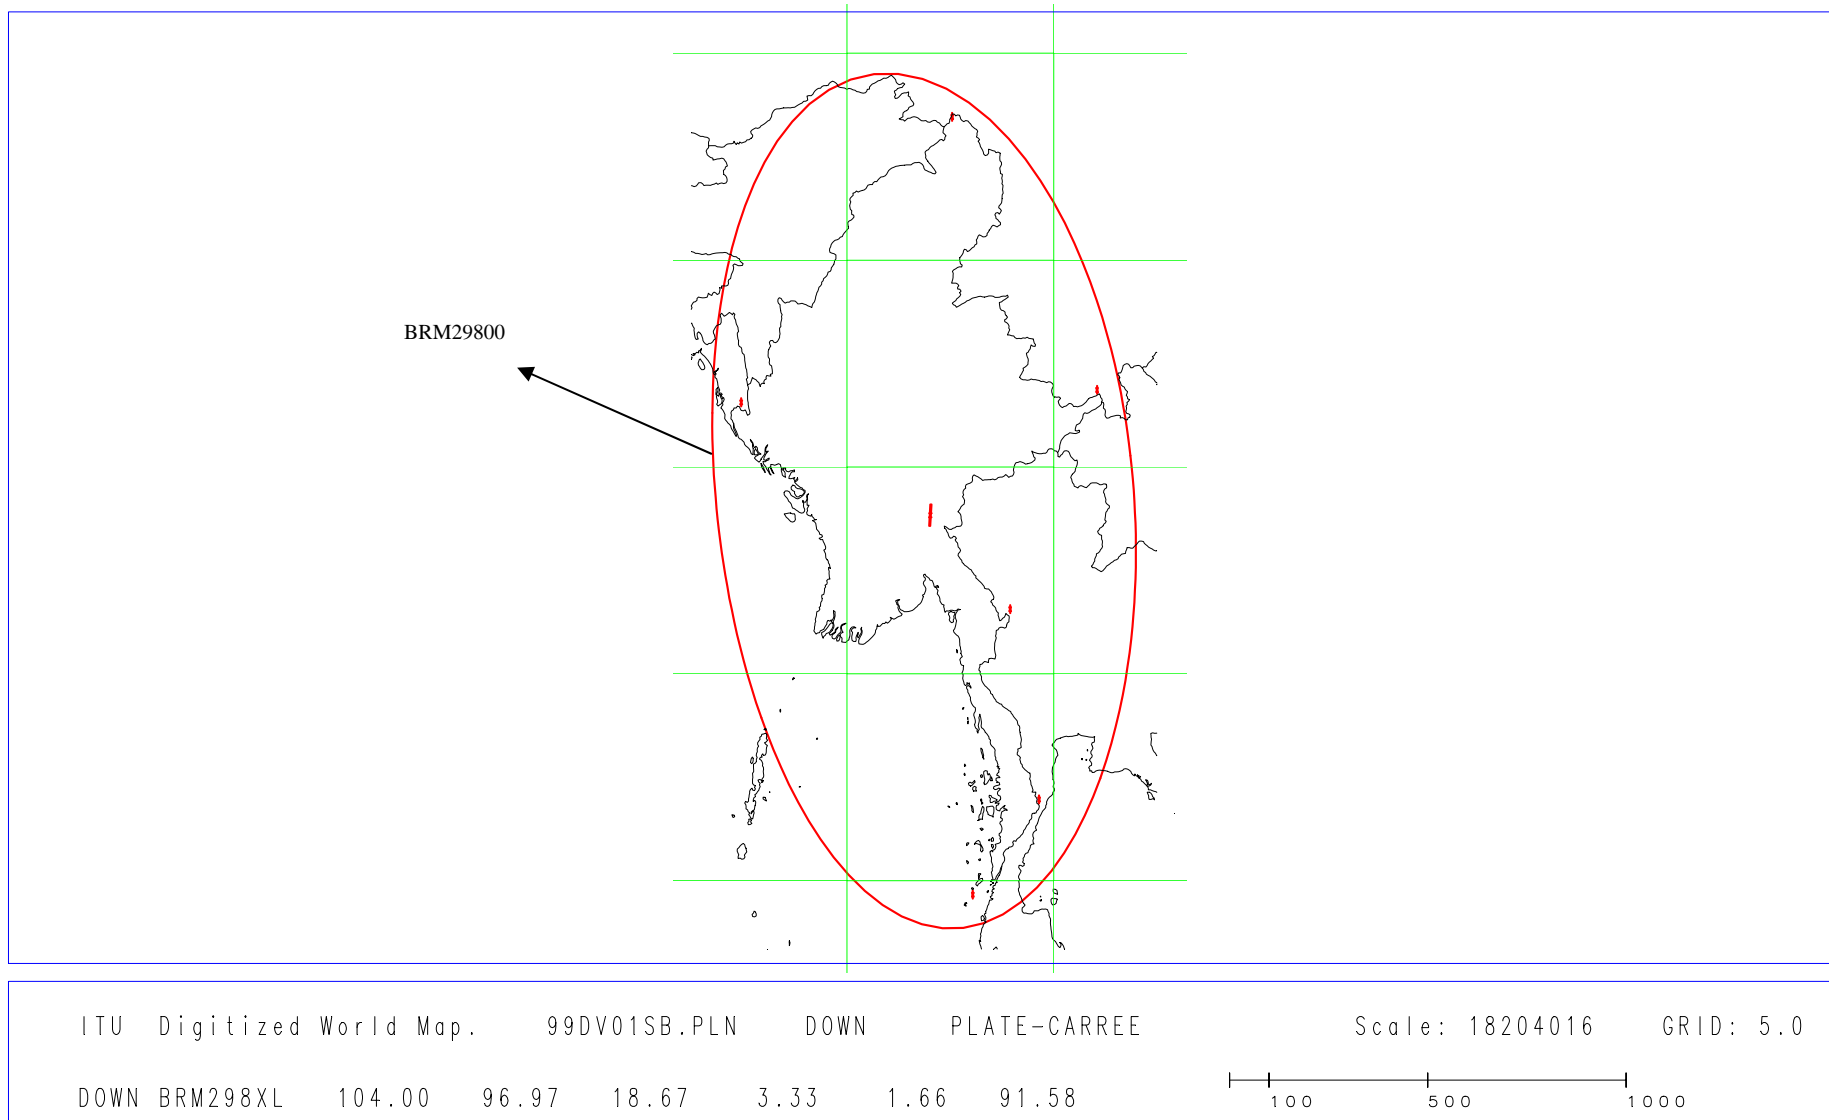 BRM29800
ITU Digitized World Map. 99DV01SB.PLN DOWN PLATE-CARREE Scale: 18204016 GRID: 5.0
DOWN BRM298XL 104.00 96.97 18.67 3.33 1.66 91.58
100 500 1000